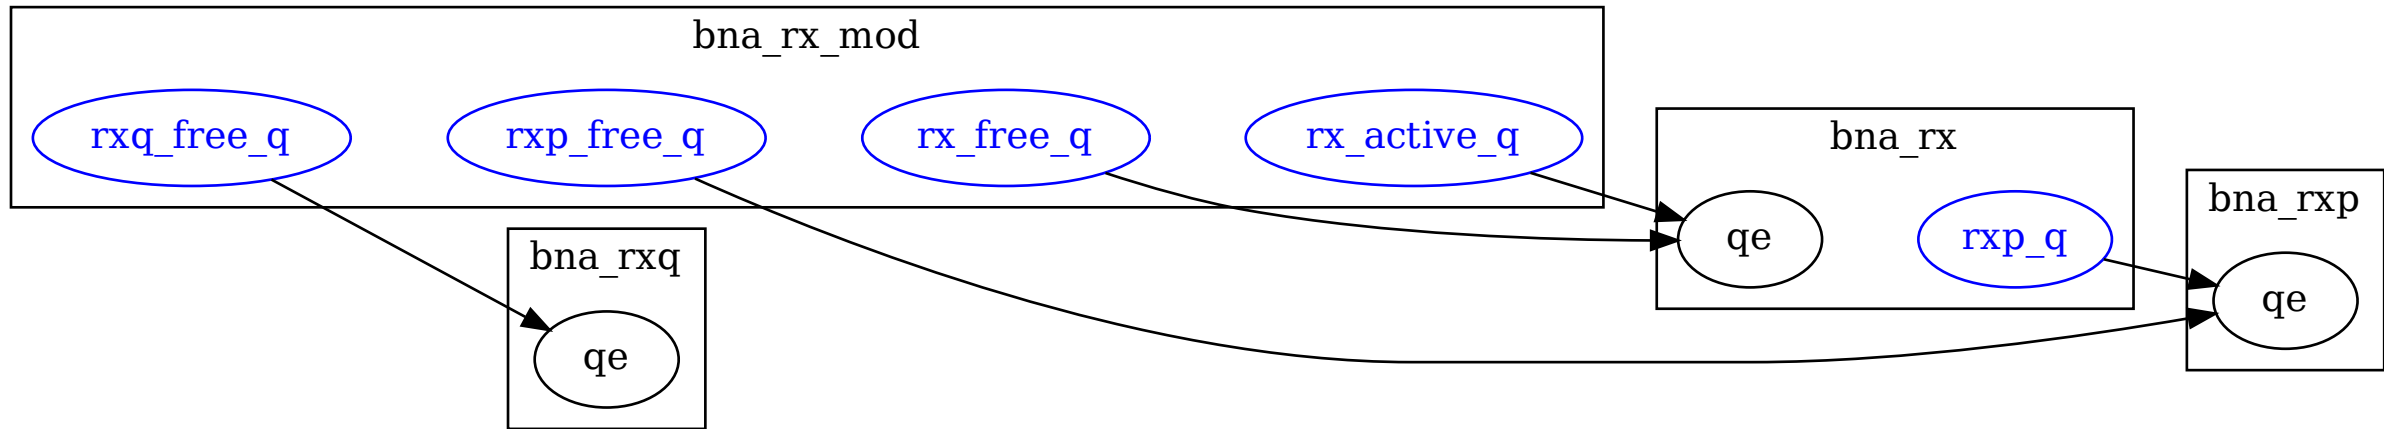 bna_rx_mod
rxq_free_q
rxp_free_q
rx_free_q
rx_active_q
bna_rx
qe
rxp_q
bna_rxp
qe
bna_rxq
qe